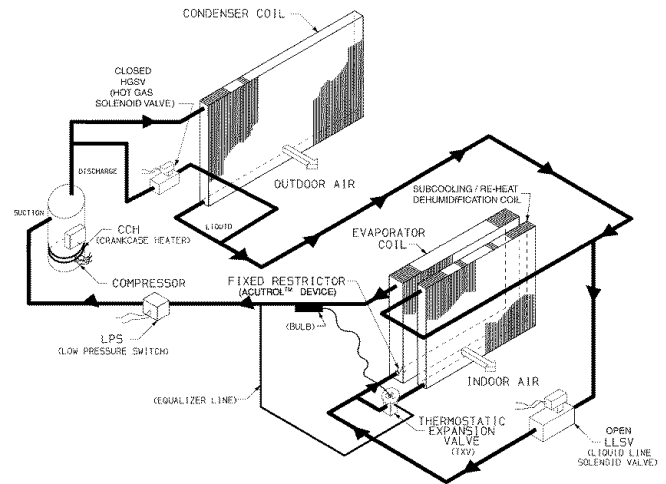 CONDENSER COIL
CLOSED
HGSV
(HOT GAS
SOLENOID VALVE)
DISCHARGE
OUTDOOR AIR
SUBCOOLING / RE-HEAT
DEHUMIDIFICATION COIL
SUCTION
LIQUID
EVAPORATOR
COIL
CCH
(CRANKCASE HEATER)
COMPRESSOR
FIXED RESTRICTOR
(ACUTROL™ DEVICE)
(BULB)
LPS
(LOW PRESSURE SWITCH)
INDOOR AIR
(EQUALIZER LINE)
THERMOSTATIC
EXPANSION
VALVE
(TXV)
OPEN
LLSV
(LIQUID LINE
SOLENOID VALVE)